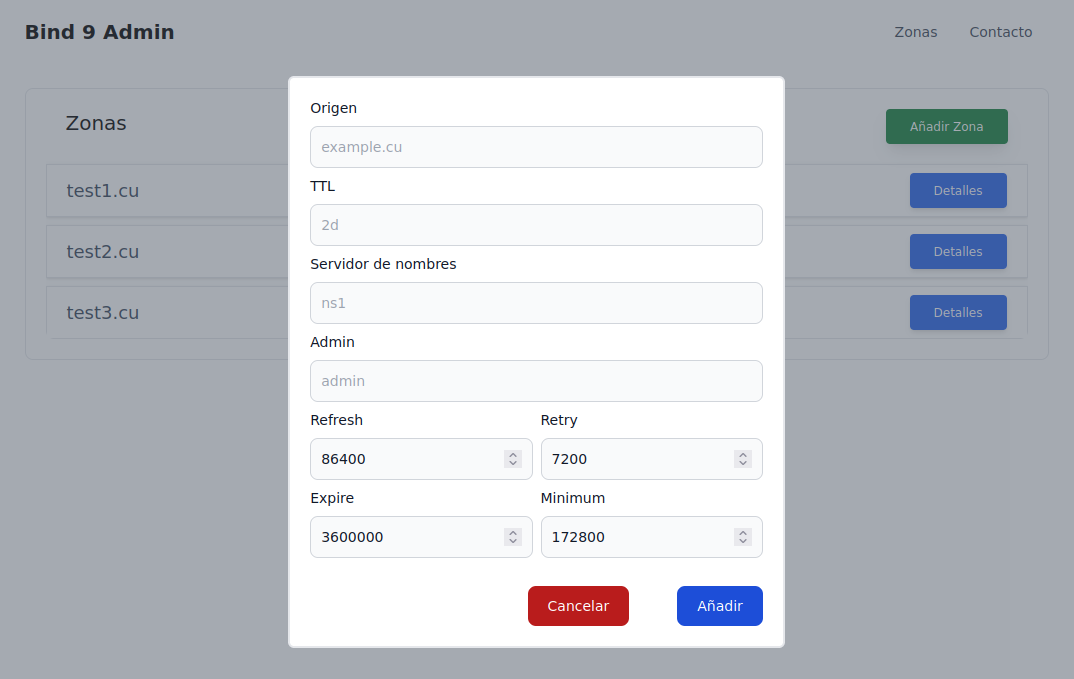 Bind 9 Admin
Zonas
Contacto
Zonas
Añadir Zona
test1.cu
Detalles
test2.cu
Detalles
test3.cu
Detalles
Origen
example.cu
TTL
2d
Servidor de nombres
ns1
Admin
admin
Refresh
Retry
86400
7200
Expire
Minimum
3600000
172800
Cancelar
Añadir